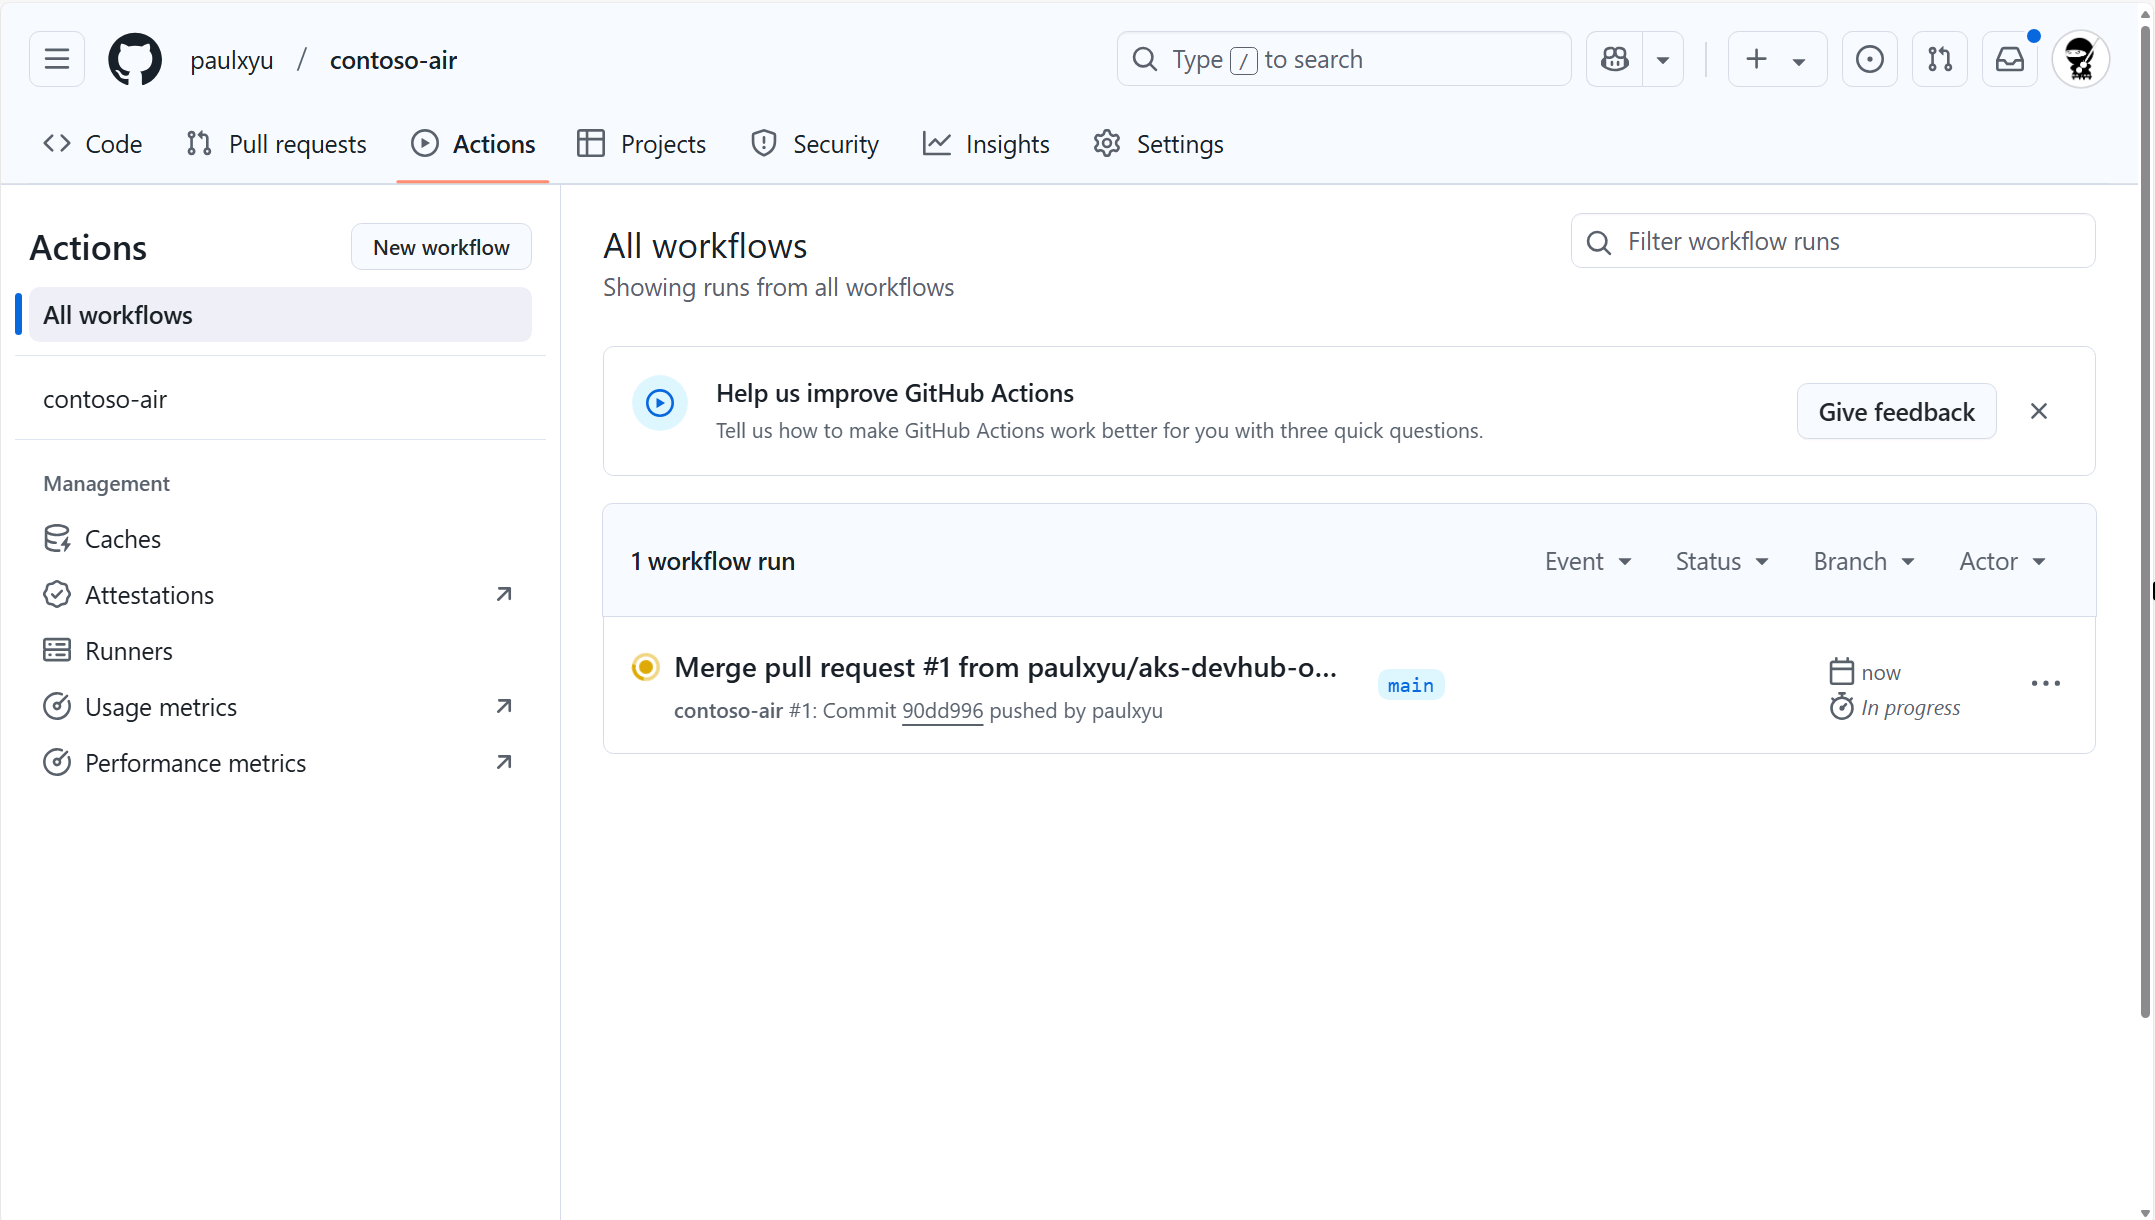 paulxyu / contoso-air
Type / to search
Code
Pull requests
Actions
Projects
Security
Insights
Settings
Actions
New workflow
All workflows
contoso-air
Management
Caches
Attestations
Runners
Usage metrics
Performance metrics
All workflows
Showing runs from all workflows
Filter workflow runs
Help us improve GitHub Actions
Tell us how to make GitHub Actions work better for you with three quick questions.
Give feedback
1 workflow run
Event
Status
Branch
Actor
Merge pull request #1 from paulxyu/aks-devhub-o...
contoso-air #1: Commit 90dd996 pushed by paulxyu
main
now
In progress